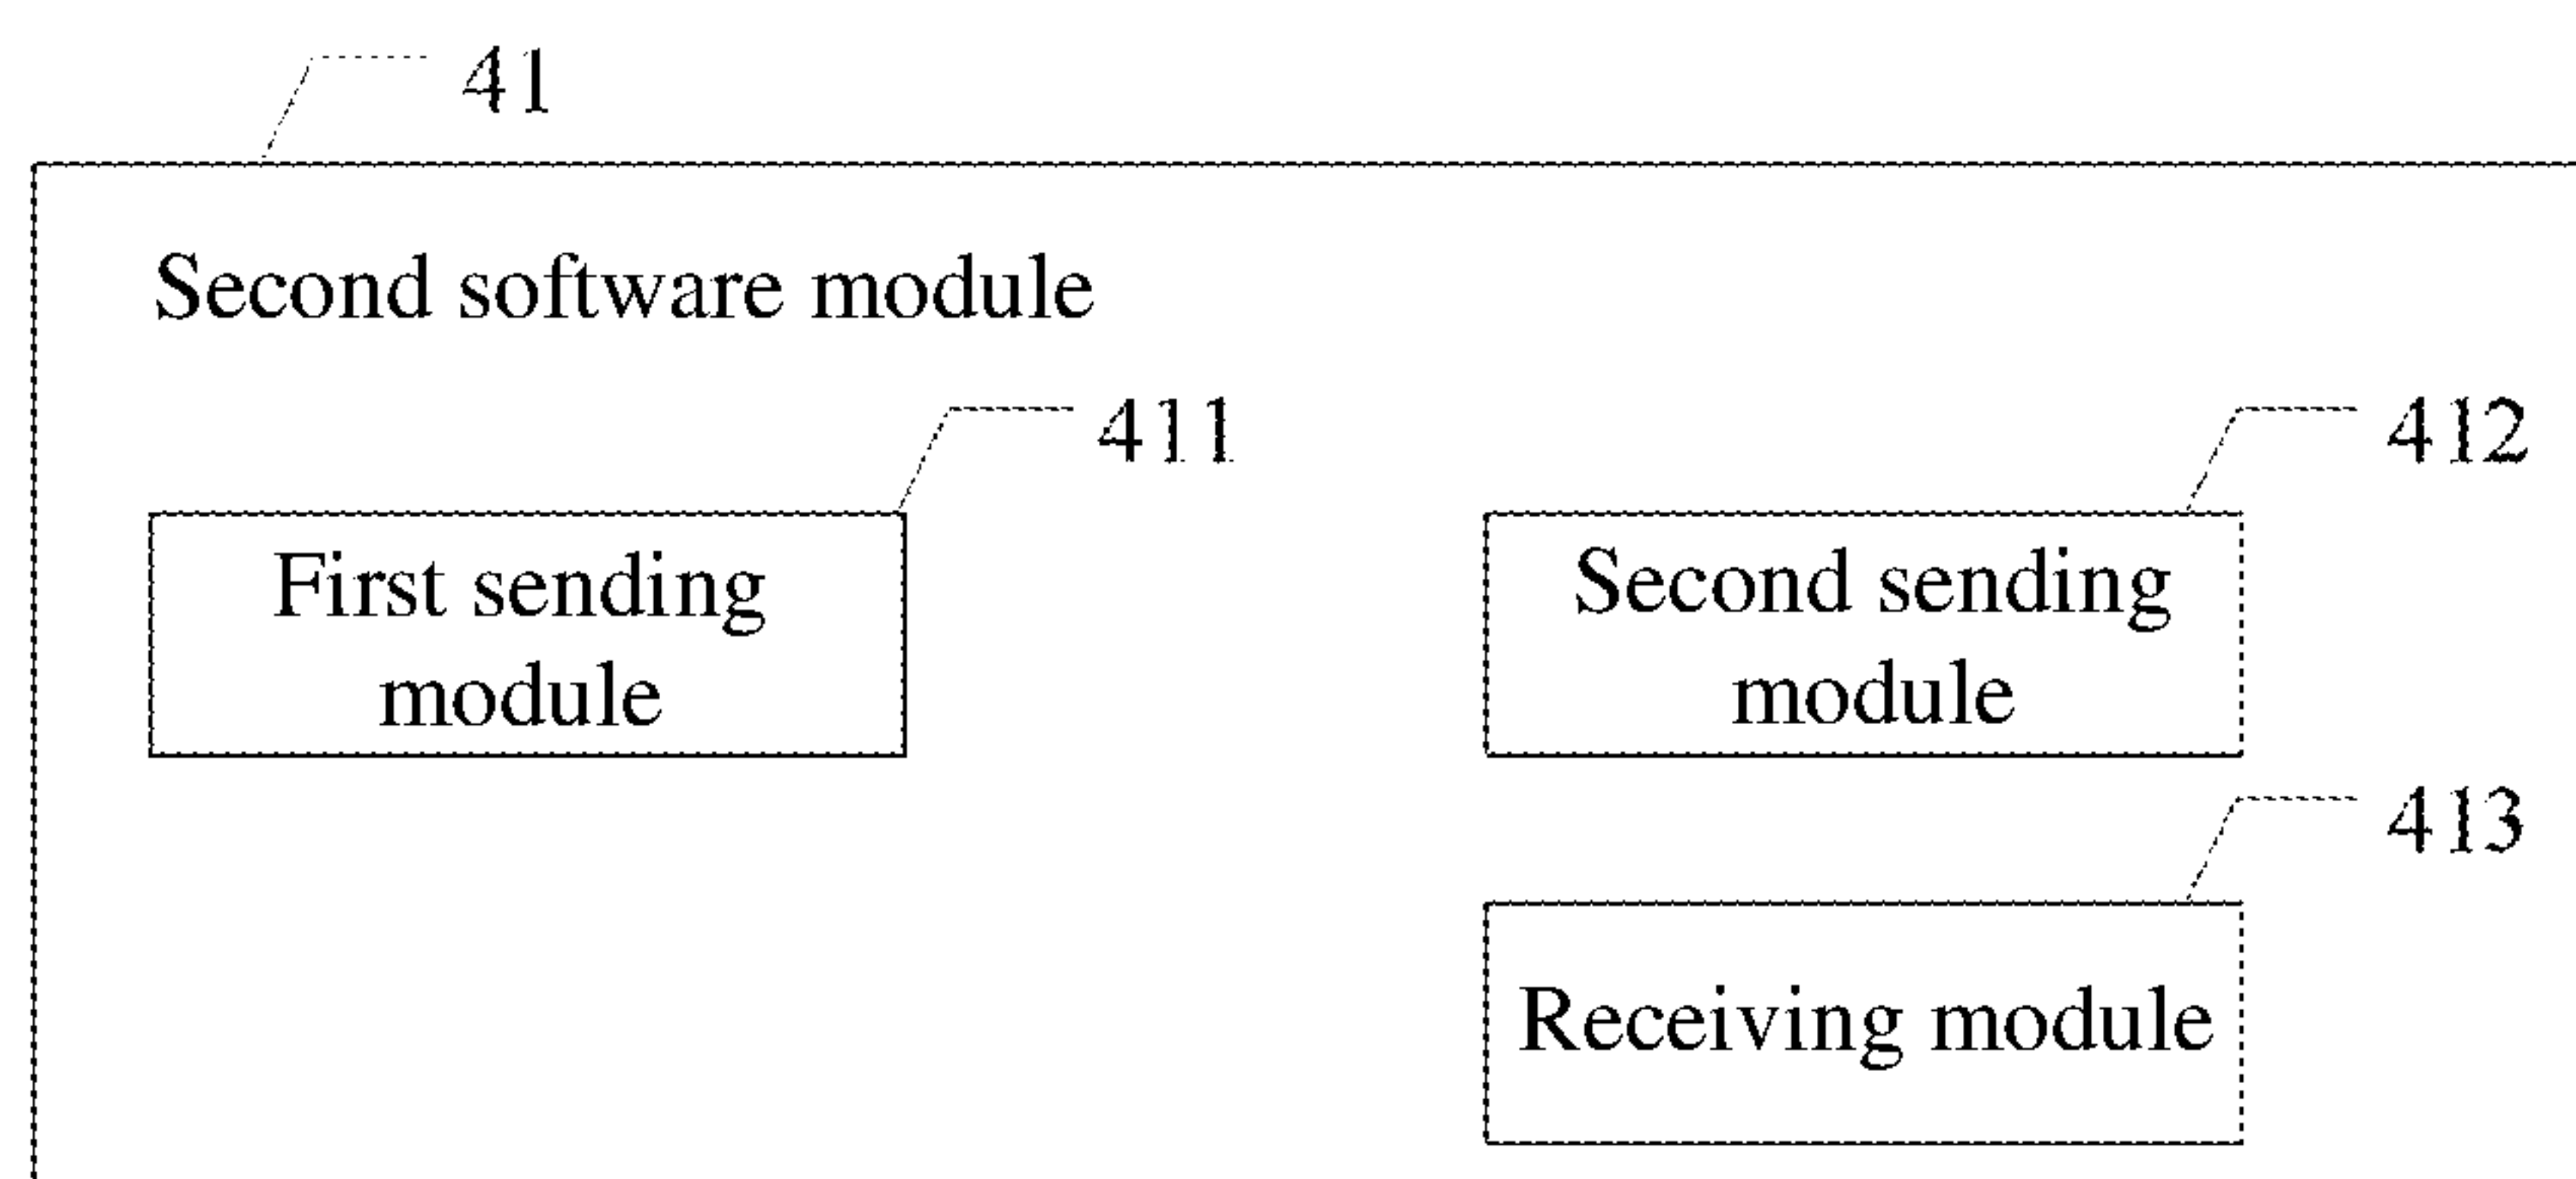 41
Second software module
411
412
First sending
module
Second sending
module
413
Receiving module